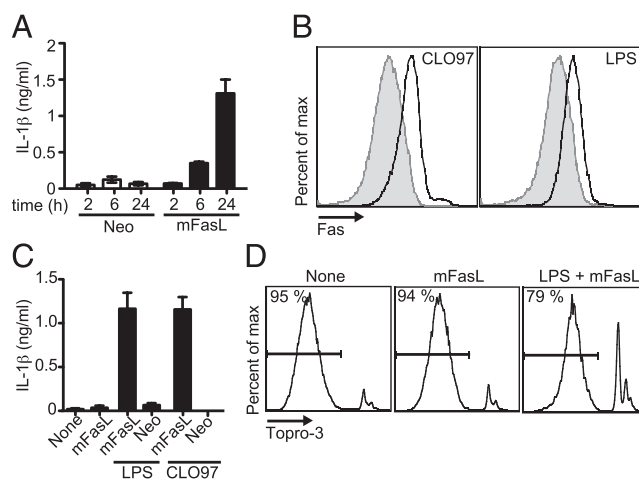 A
IL-1β (ng/ml)
2
1.5
1
0.5
0
time (h) 2 6 24 2 6 24
Neo mFasL
B
CLO97 LPS
Percent of max
Fas
C
IL-1β (ng/ml)
1.5
1.0
0.5
0
None mFasL mFasL Neo mFasL Neo
LPS CLO97
D
None mFasL LPS + mFasL
95 % 94 % 79 %
Percent of max
Topro-3